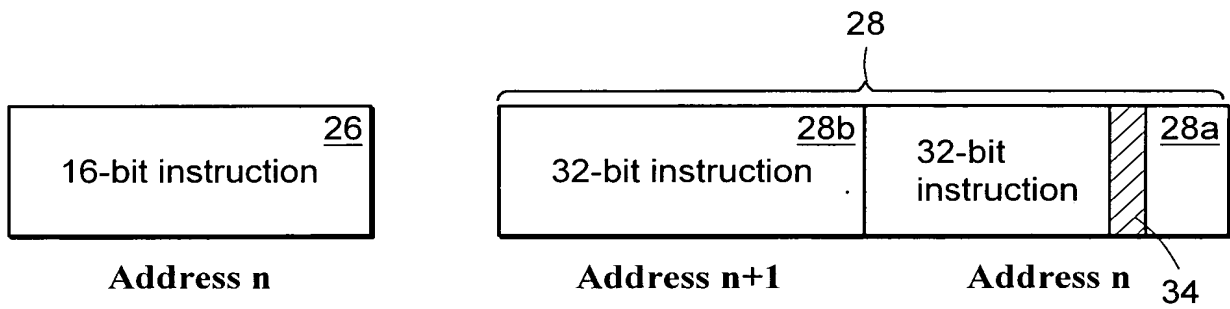 28
26
16-bit instruction
28b
32-bit instruction
28a
32-bit
instruction
Address n
Address n+1
Address n
34